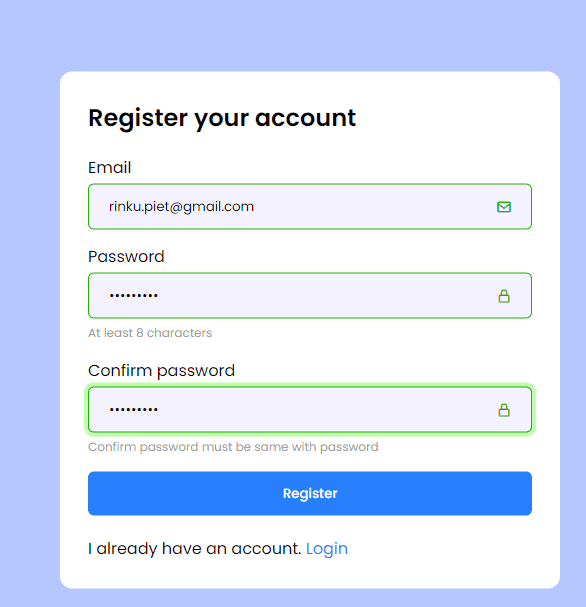 Register your account
Email
rinku.piet@gmail.com
Password
•••••••••
At least 8 characters
Confirm password
•••••••••
Confirm password must be same with password
Register
I already have an account. Login